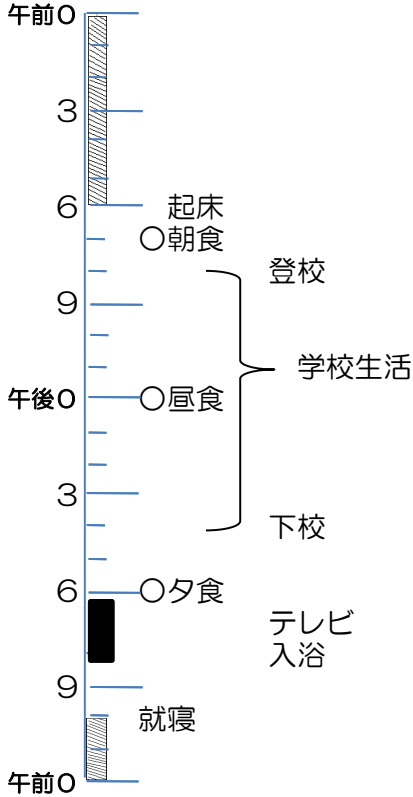 午前0
3
6 起床
○朝食
登校
9
学校生活
午後0 ○昼食
3
下校
6 ○夕食
テレビ
入浴
9
就寝
午前0